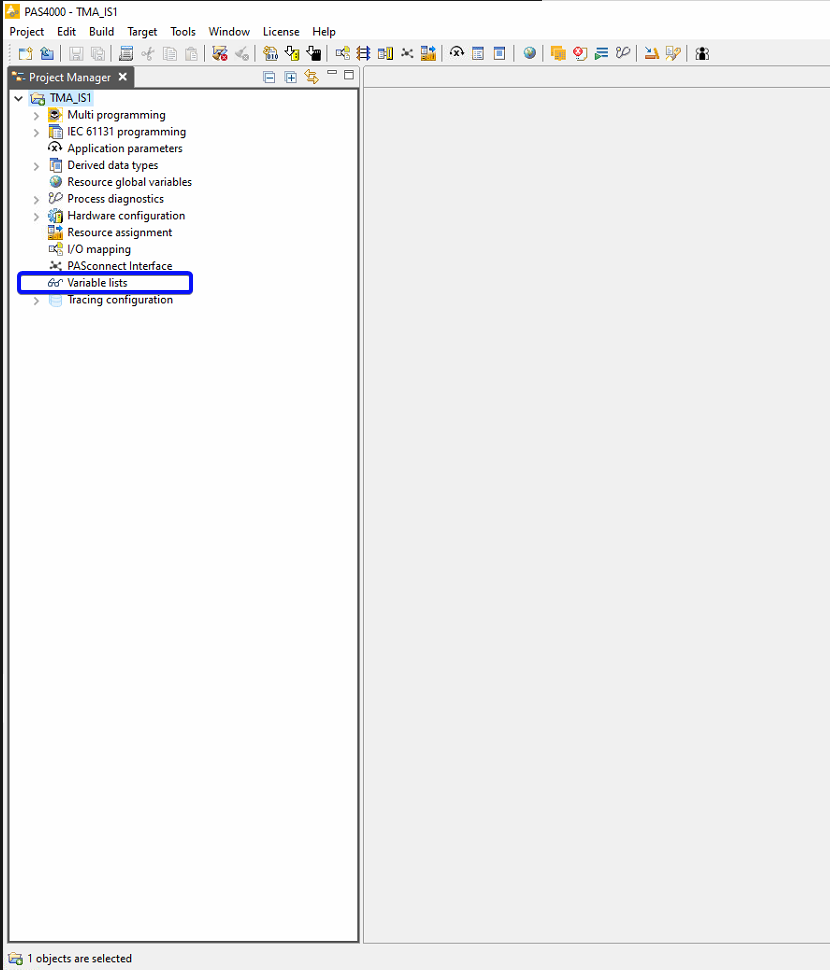 PAS4000 - TMA_IS1
Project Edit Build Target Tools Window License Help
Project Manager
TMA_IS1
Multi programming
IEC 61131 programming
Application parameters
Derived data types
Resource global variables
Process diagnostics
Hardware configuration
Resource assignment
I/O mapping
PASconnect Interface
Variable lists
Tracing configuration
1 objects are selected